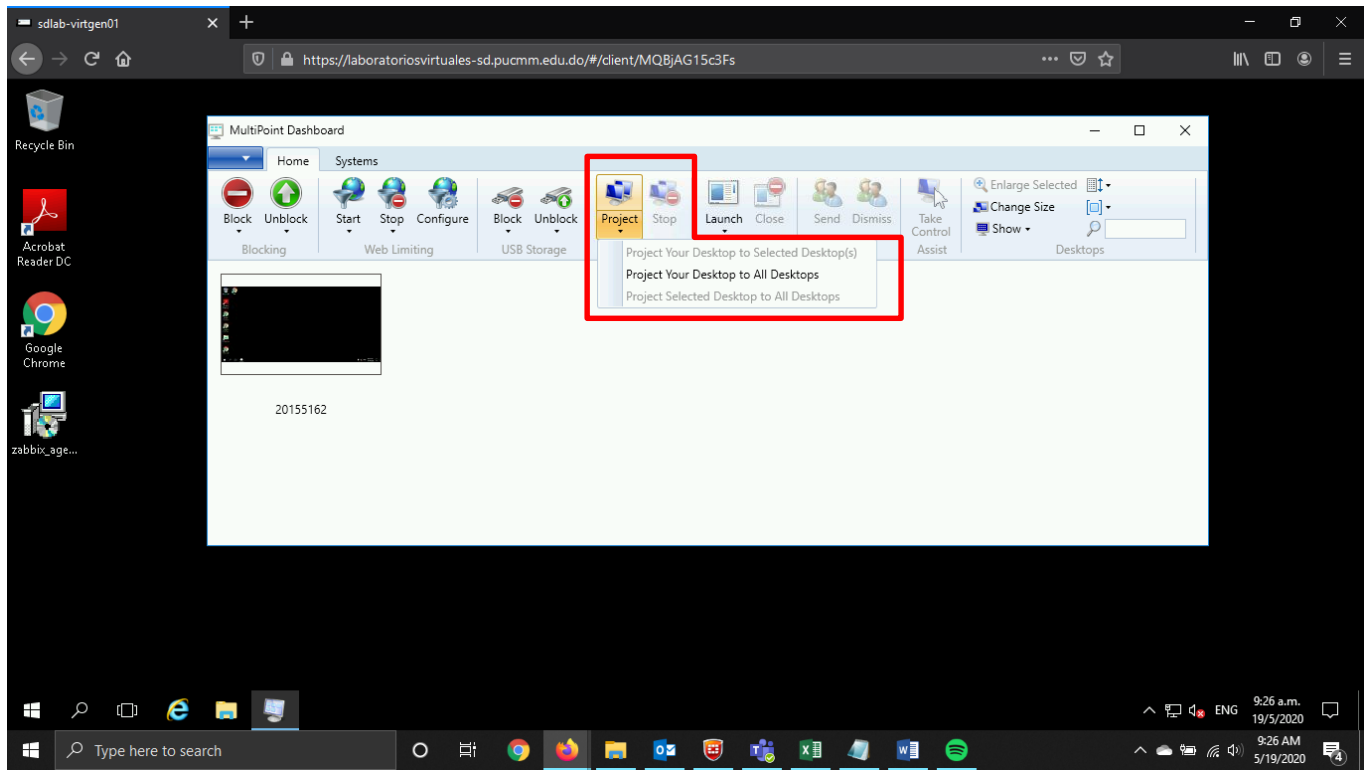 sdlab-virtgen01
https://laboratoriosvirtuales-sd.pucmm.edu.do/#/client/MQBjAG15c3Fs
Recycle Bin
Acrobat
Reader DC
Google
Chrome
zabbix_age...
MultiPoint Dashboard
Home Systems
Block Unblock Start Stop Configure Block Unblock Project Stop Launch Close Send Dismiss Take
Control
Enlarge Selected
Change Size
Show
Blocking Web Limiting USB Storage Assist Desktops
Project Your Desktop to Selected Desktop(s)
Project Your Desktop to All Desktops
Project Selected Desktop to All Desktops
20155162
ENG 9:26 a.m.
19/5/2020
Type here to search 9:26 AM
5/19/2020
4